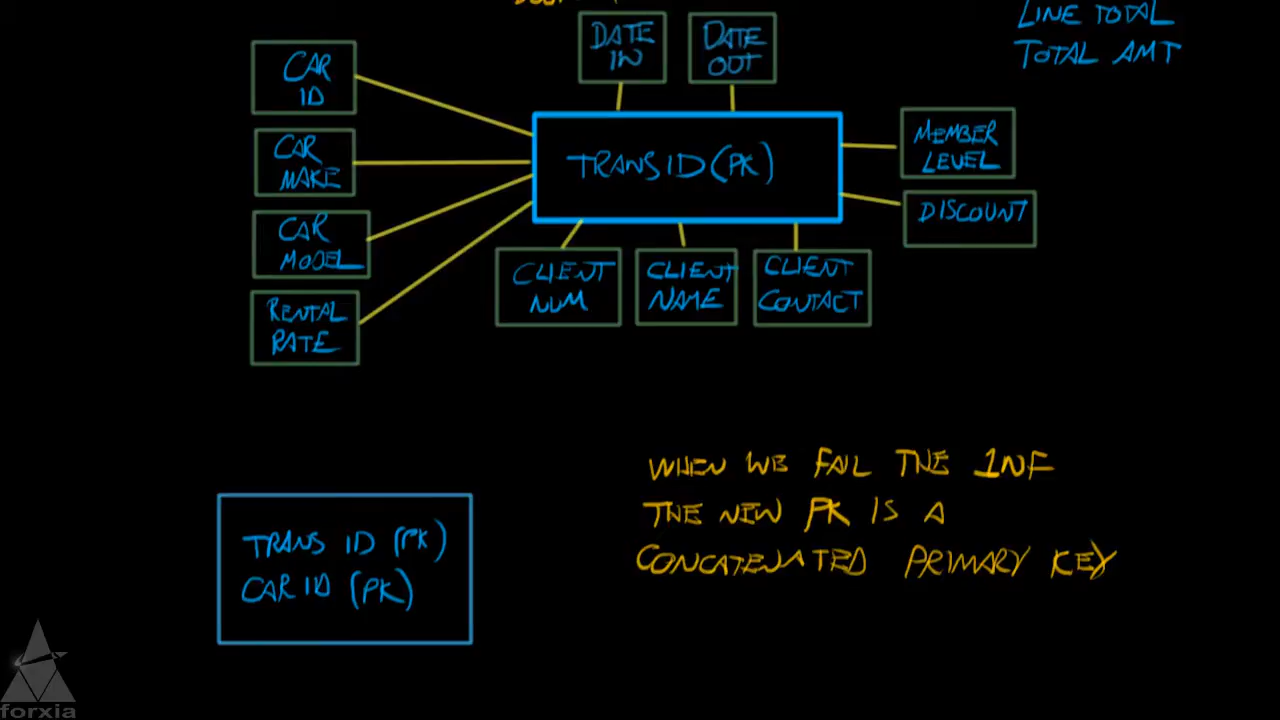 LINE TOTAL
TOTAL AMT
DATE
IN
DATE
OUT
CAR
ID
CAR
MAKE
CAR
MODEL
RENTAL
RATE
TRANS ID (PK)
MEMBER
LEVEL
DISCOUNT
CLIENT
NUM
CLIENT
NAME
CLIENT
CONTACT
WHEN WE FAIL THE 1NF
THE NEW PK IS A
CONCATENATED PRIMARY KEY
TRANS ID (PK)
CAR ID (PK)
forxia